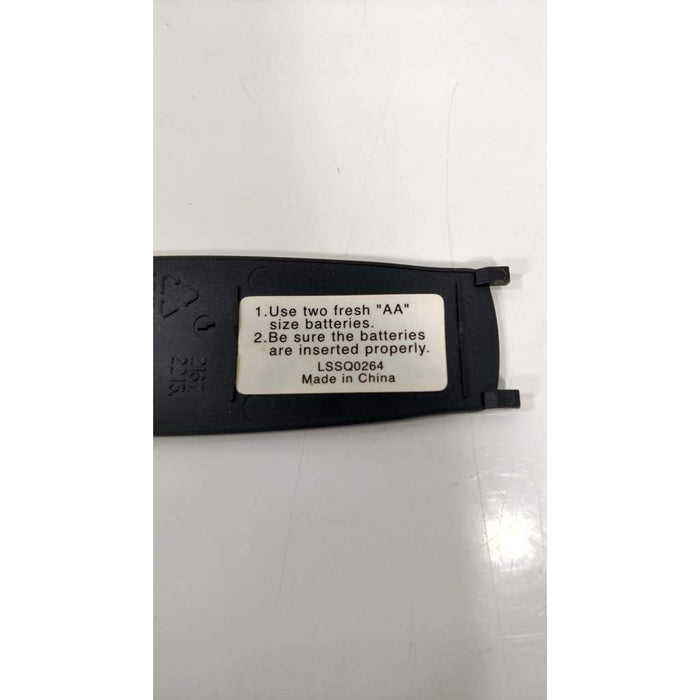 1.Use two fresh "AA"
size batteries.
2.Be sure the batteries
are inserted properly.
LSSQ0264
Made in China